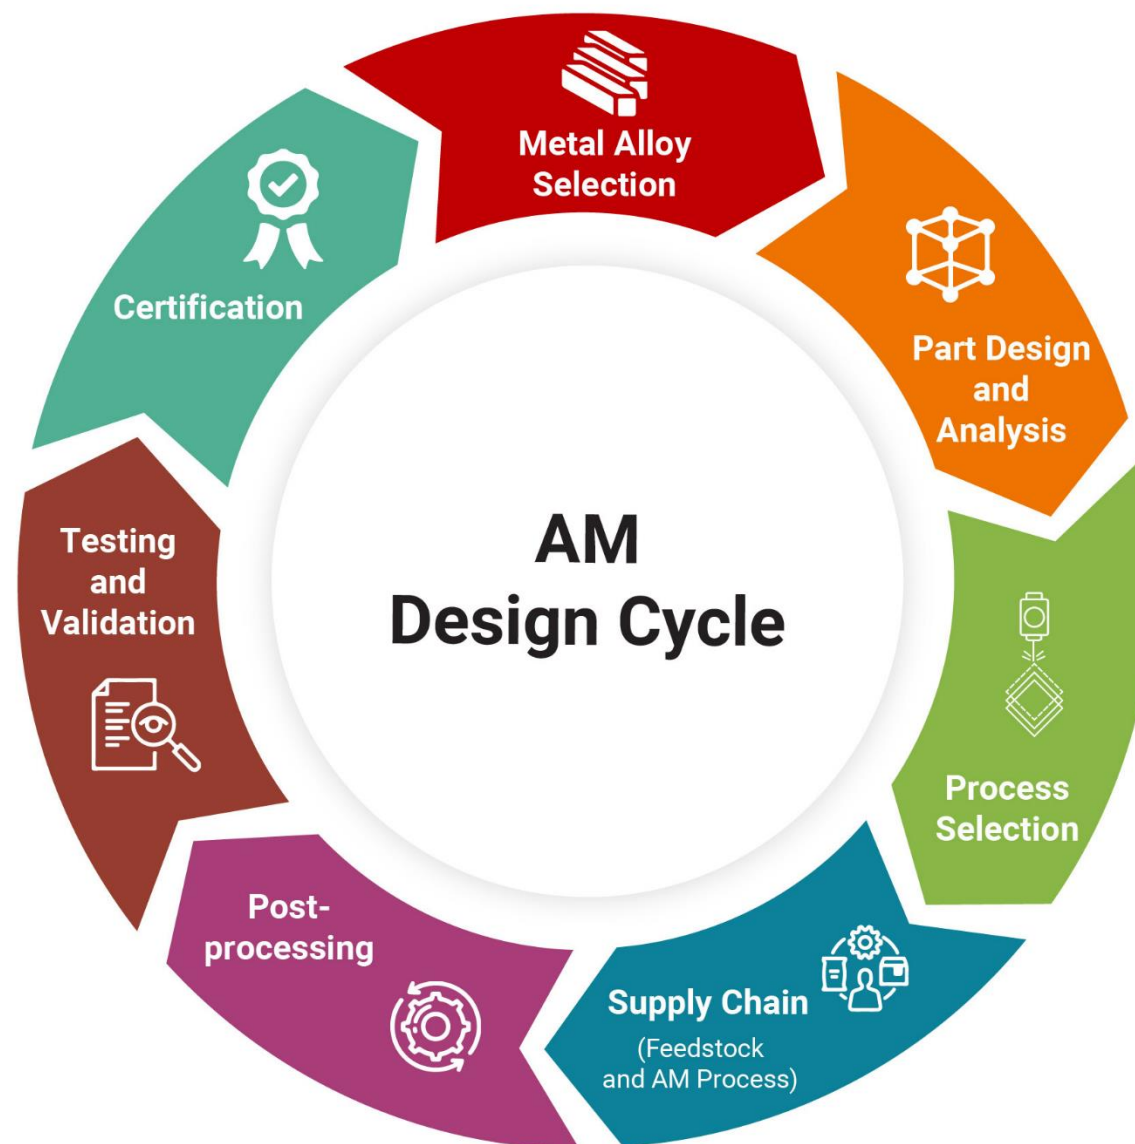 Metal Alloy
Selection
Part Design
and
Analysis
Process
Selection
Supply Chain
(Feedstock
and AM Process)
Post-
processing
Testing
and
Validation
Certification
AM
Design Cycle